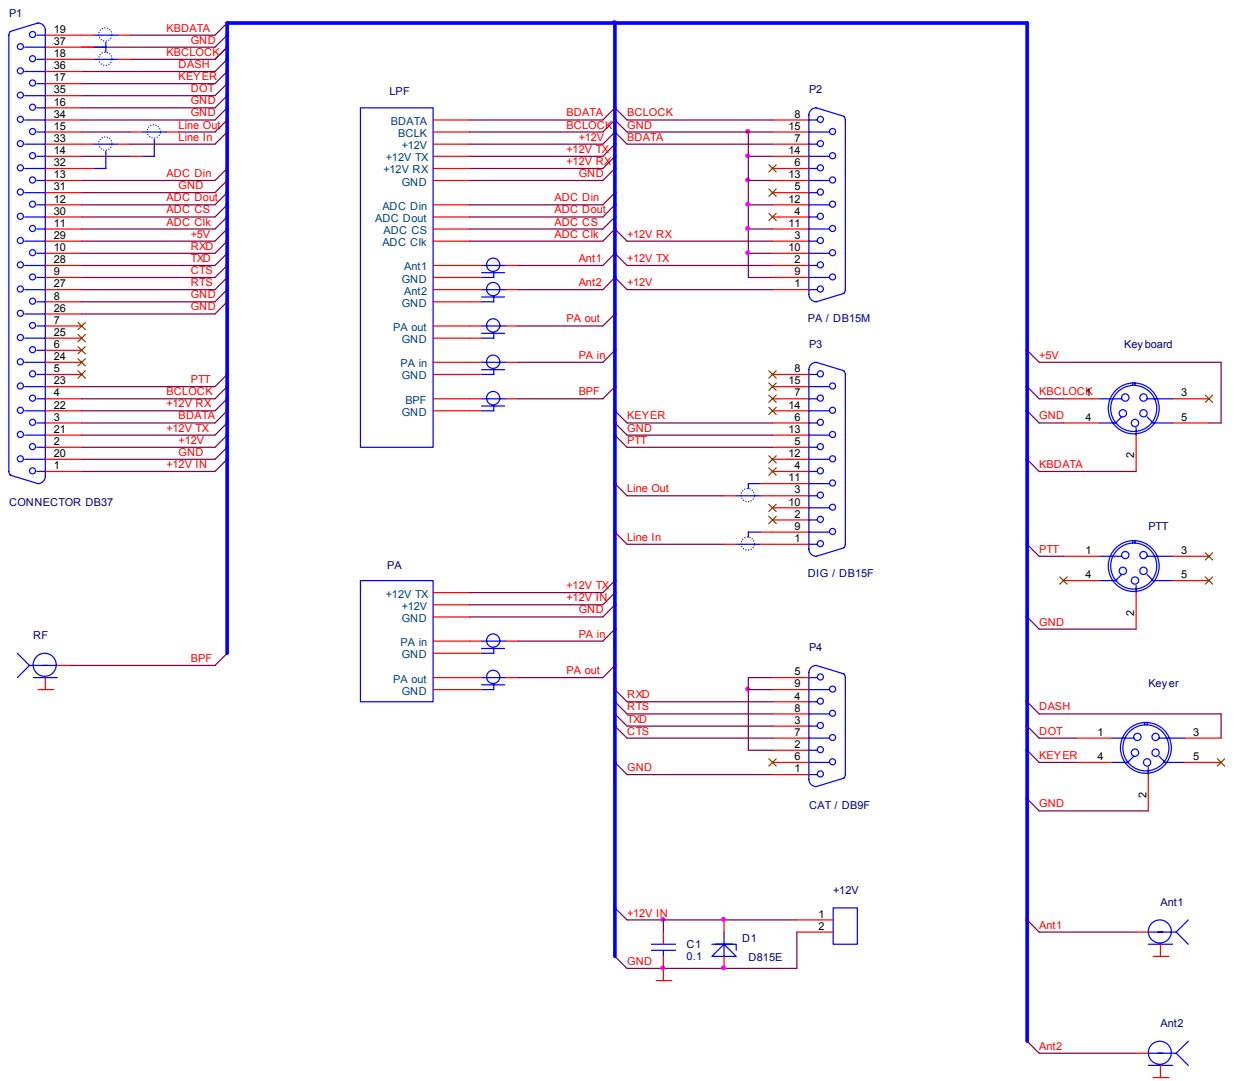 P1
19 KBDATA
37 GND
18 KBCLOCK
36 DASH
17 KEYER
35 DOT
16 GND
34 GND
15 Line Out
33 Line In
14
32
13 ADC Din
31 GND
12 ADC Dout
30 ADC CS
11 ADC Clk
29 +5V
10 RXD
28 TXD
9 CTS
27 RTS
8 GND
26 GND
7
25
6
24
5
23 PTT
4 BCLOCK
22 +12V RX
3 BDATA
21 +12V TX
2 +12V
20 GND
1 +12V IN
CONNECTOR DB37
RF
BPF
LPF
BDATA BDATA
BCLK BCLOCK
+12V +12V
+12V TX +12V TX
+12V RX +12V RX
GND GND
ADC Din ADC Din
ADC Dout ADC Dout
ADC CS ADC CS
ADC Clk ADC Clk
Ant1 Ant1
GND
Ant2 Ant2
GND
PA out PA out
GND
PA in PA in
GND
BPF BPF
GND
PA
+12V TX +12V TX
+12V +12V IN
GND GND
PA in PA in
GND
PA out PA out
GND
P2
BCLOCK 8
GND 15
BDATA 7
14
6
13
5
12
4
11
+12V RX 3
10
+12V TX 2
9
+12V 1
PA / DB15M
P3
8
15
7
14
KEYER 6
GND 13
PTT 5
12
4
11
Line Out 3
10
2
9
Line In 1
DIG / DB15F
P4
5
9
RXD 4
RTS 8
TXD 3
CTS 7
2
6
GND 1
CAT / DB9F
+12V
+12V IN 1
2
C1
0.1
D1
D815E
GND
Keyboard
+5V
KBCLOCK 1 3
GND 4 5
KBDATA 2
PTT
PTT 1 3
4 5
2
GND
Keyer
DASH
DOT 1 3
KEYER 4 5
2
GND
Ant1
Ant1
Ant2
Ant2